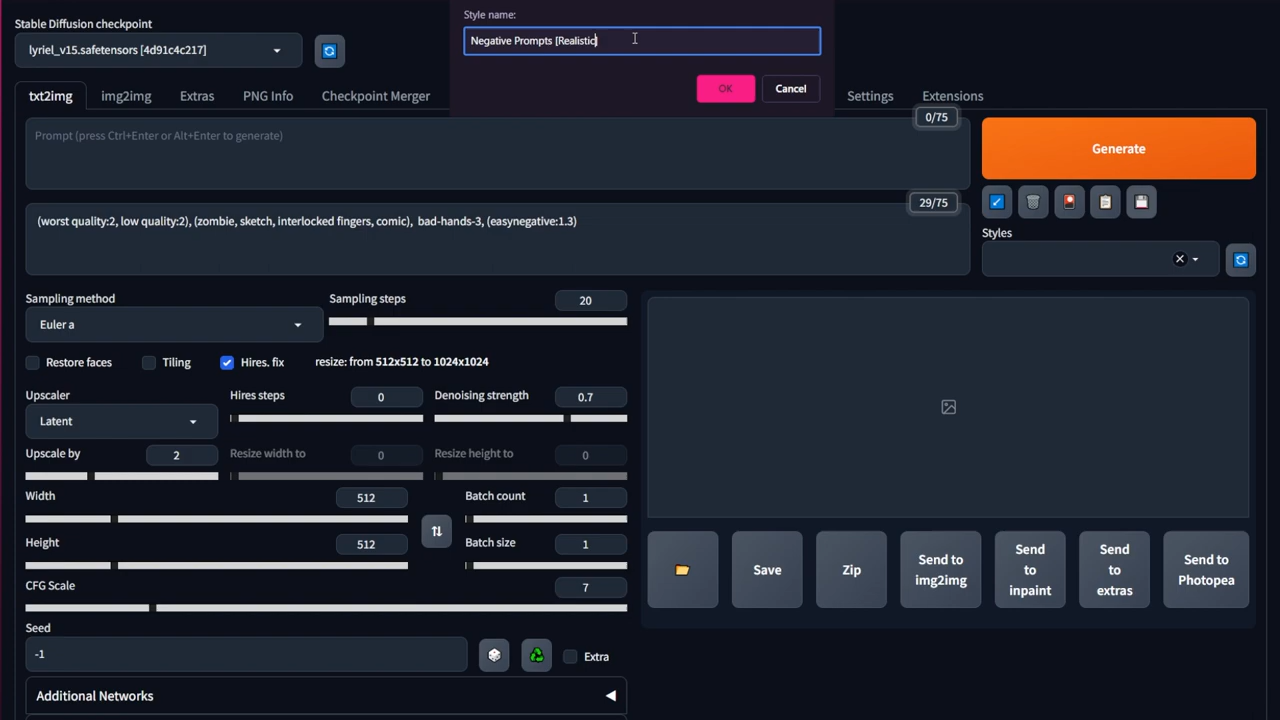 Style name:
Negative Prompts [Realistic]
OK
Cancel
Stable Diffusion checkpoint
lyriel_v15.safetensors [4d91c4c217]
txt2img
img2img
Extras
PNG Info
Checkpoint Merger
Settings
Extensions
Prompt (press Ctrl+Enter or Alt+Enter to generate)
0/75
Generate
(worst quality:2, low quality:2), (zombie, sketch, interlocked fingers, comic),  bad-hands-3, (easynegative:1.3)
29/75
Styles
Sampling method
Euler a
Sampling steps
20
Restore faces
Tiling
Hires. fix
resize: from 512x512 to 1024x1024
Upscaler
Latent
Hires steps
0
Denoising strength
0.7
Upscale by
2
Resize width to
0
Resize height to
0
Width
512
Batch count
1
Height
512
Batch size
1
CFG Scale
7
Seed
-1
Extra
Additional Networks
Save
Zip
Send to
img2img
Send
to
inpaint
Send
to
extras
Send to
Photopea